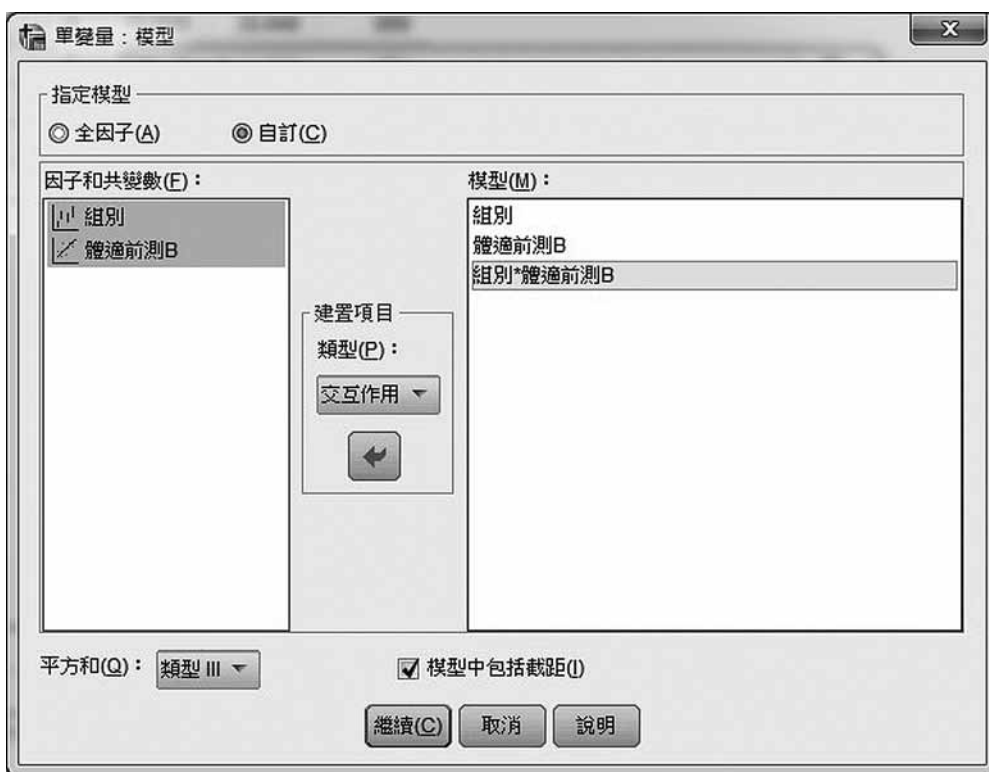 單變量：模型
指定模型
全因子(A) 自訂(C)
因子和共變數(F)：
組別
體適前測B
建置項目
類型(P)：
交互作用
模型(M)：
組別
體適前測B
組別*體適前測B
平方和(Q)： 類型 III
模型中包括截距(I)
繼續(C) 取消 說明